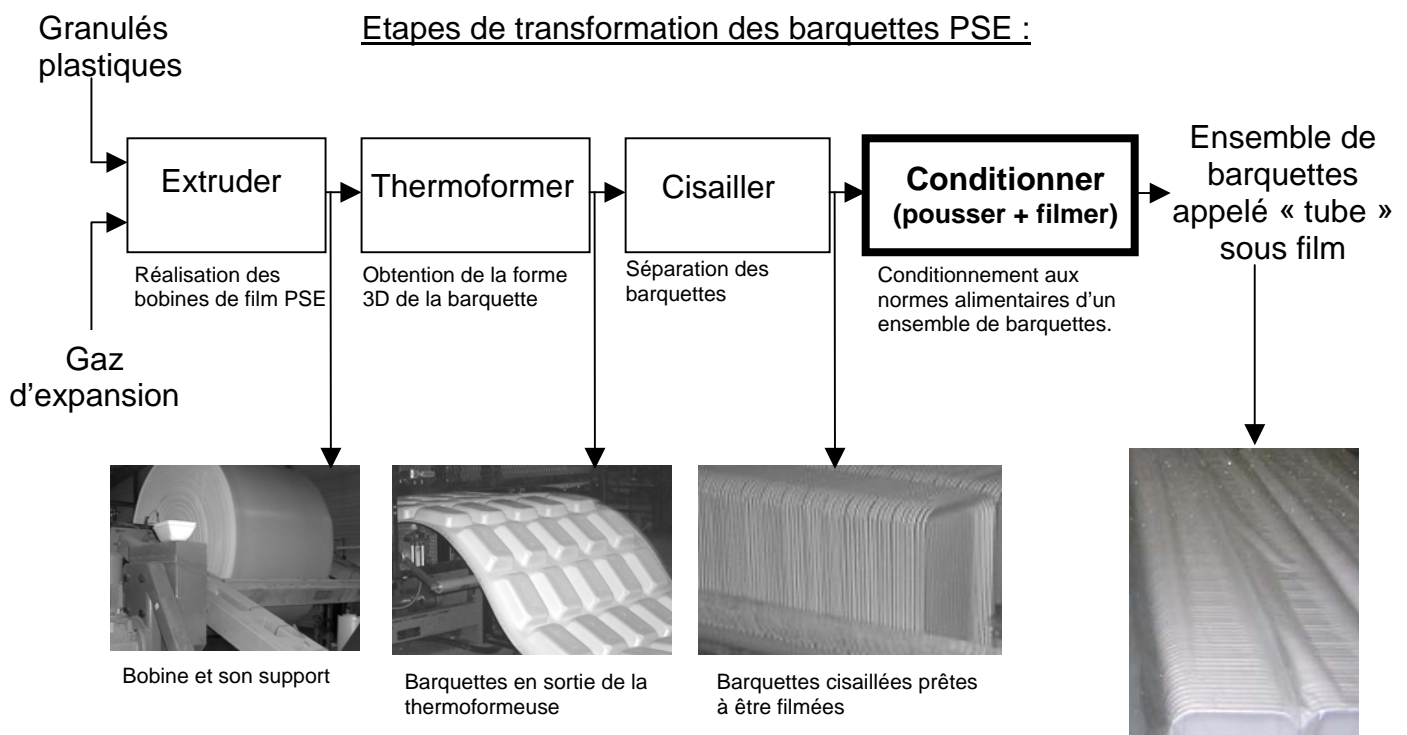 Etapes de transformation des barquettes PSE :
Granulés
plastiques
Extruder
Thermoformer
Cisailler
Conditionner
(pousser + filmer)
Ensemble de
barquettes
appelé « tube »
sous film
Réalisation des
bobines de film PSE
Obtention de la forme
3D de la barquette
Séparation des
barquettes
Conditionnement aux
normes alimentaires d'un
ensemble de barquettes.
Gaz
d'expansion
Bobine et son support
Barquettes en sortie de la
thermoformeuse
Barquettes cisaillées prêtes
à être filmées